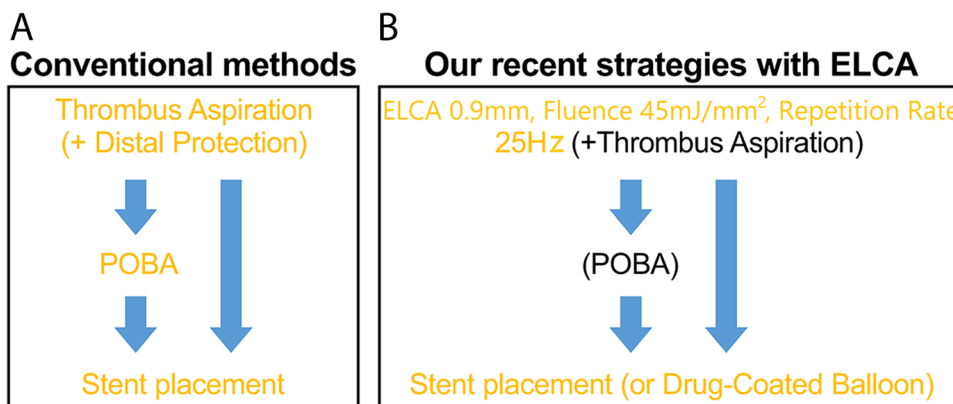 A
Conventional methods
Thrombus Aspiration
(+ Distal Protection)
POBA
Stent placement
B
Our recent strategies with ELCA
ELCA 0.9mm, Fluence 45mJ/mm², Repetition Rate
25Hz (+Thrombus Aspiration)
(POBA)
Stent placement (or Drug-Coated Balloon)